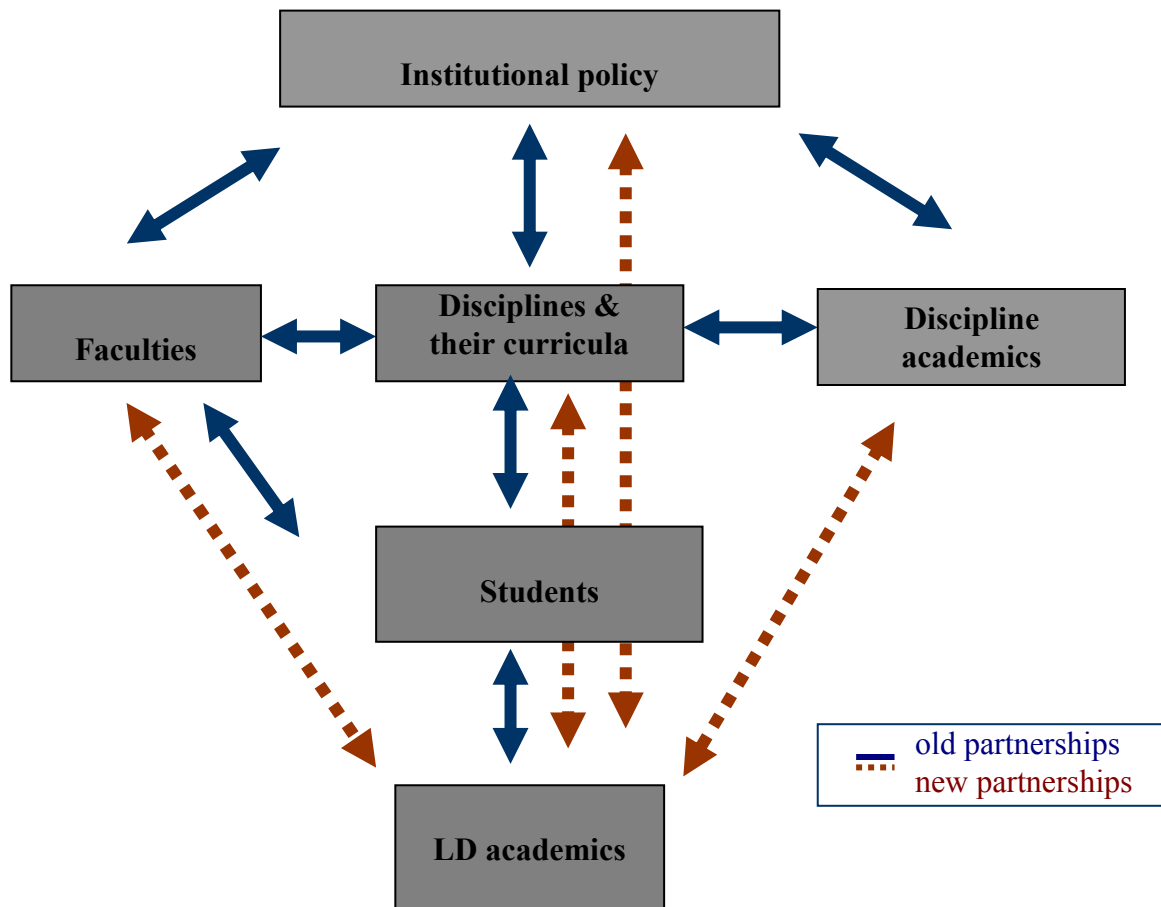 Institutional policy
Faculties
Disciplines &
their curricula
Discipline
academics
Students
LD academics
old partnerships
new partnerships